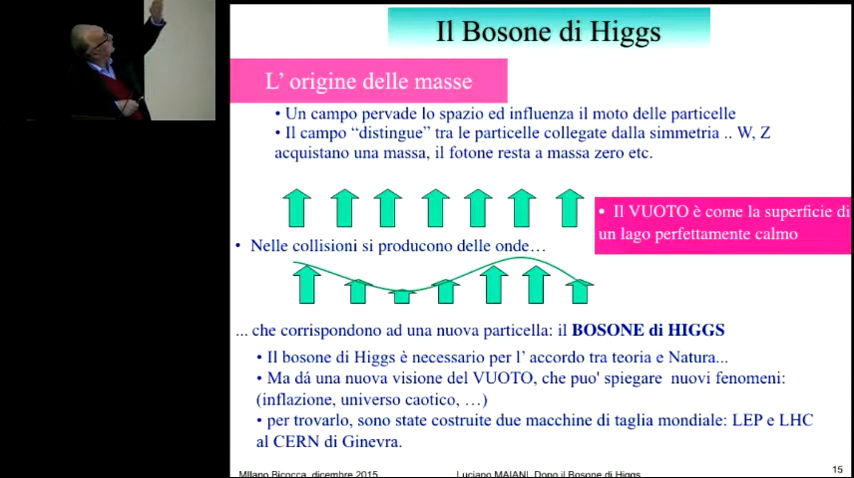 Il Bosone di Higgs
L' origine delle masse
• Un campo pervade lo spazio ed influenza il moto delle particelle
• Il campo “distingue” tra le particelle collegate dalla simmetria .. W, Z
acquistano una massa, il fotone resta a massa zero etc.
• Il VUOTO è come la superficie di
un lago perfettamente calmo
• Nelle collisioni si producono delle onde…
... che corrispondono ad una nuova particella: il BOSONE di HIGGS
• Il bosone di Higgs è necessario per l' accordo tra teoria e Natura...
• Ma dá una nuova visione del VUOTO, che puo' spiegare nuovi fenomeni:
(inflazione, universo caotico, …)
• per trovarlo, sono state costruite due macchine di taglia mondiale: LEP e LHC
al CERN di Ginevra.
MIlano Bicocca, dicembre 2015
Luciano MAIANI. Dopo il Bosone di Higgs
15